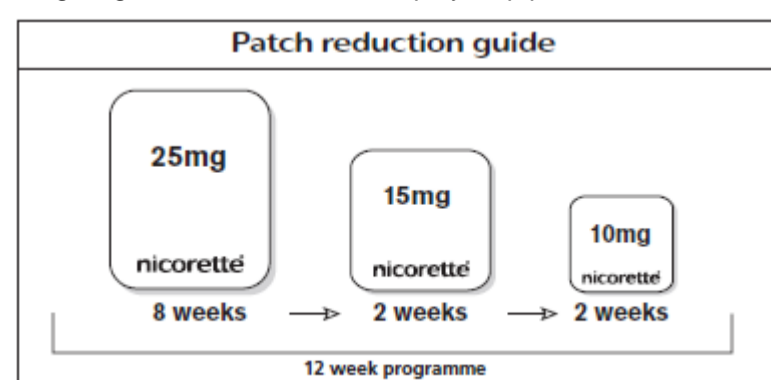 Patch reduction guide
25mg
nicorette
15mg
nicorette
10mg
nicorette
8 weeks
2 weeks
2 weeks
12 week programme